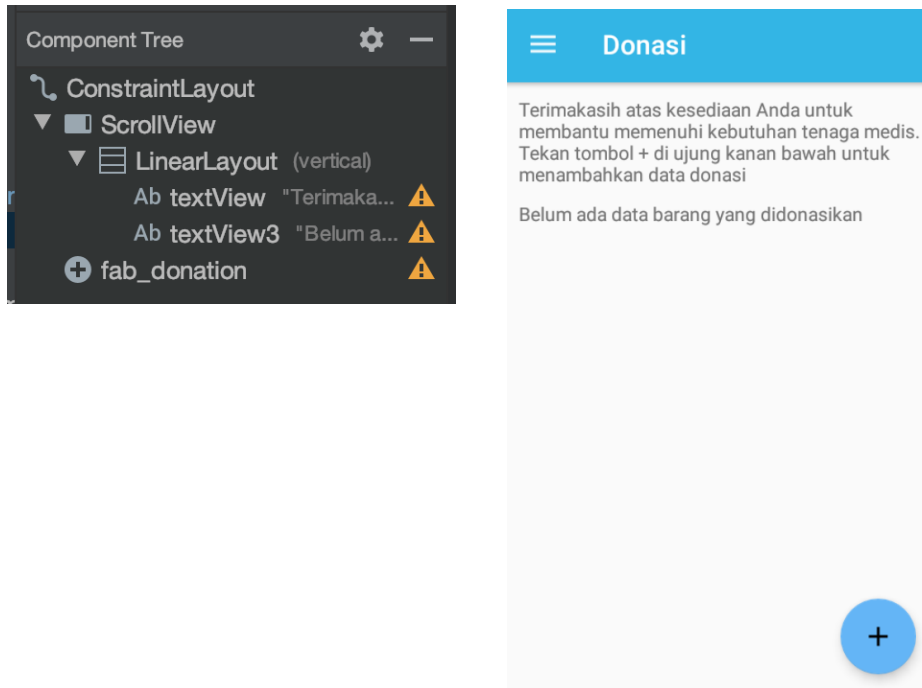 Component Tree
ConstraintLayout
ScrollView
LinearLayout (vertical)
Ab textView "Terimaka...
Ab textView3 "Belum a...
fab_donation
Donasi
Terimakasih atas kesediaan Anda untuk
membantu memenuhi kebutuhan tenaga medis.
Tekan tombol + di ujung kanan bawah untuk
menambahkan data donasi
Belum ada data barang yang didonasikan
+